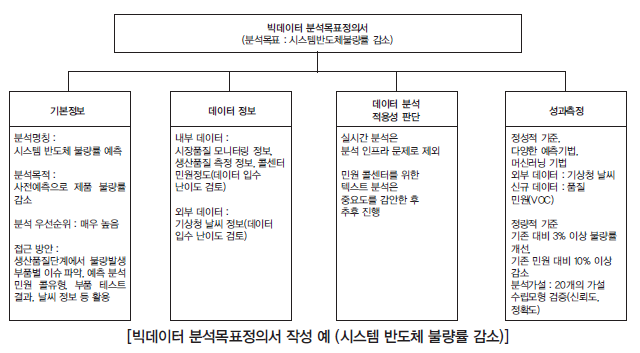 빅데이터 분석목표정의서
(분석목표 : 시스템반도체불량률 감소)
기본정보
분석명칭 :
시스템 반도체 불량률 예측
분석목적 :
사전예측으로 제품 불량률
감소
분석 우선순위 : 매우 높음
접근 방안 :
생산품질단계에서 불량발생
부품별 이슈 파악, 예측 분석
민원 콜유형, 부품 테스트
결과, 날씨 정보 등 활용
데이터 정보
내부 데이터 :
시장품질 모니터링 정보,
생산품질 측정 정보, 콜센터
민원정도(데이터 입수
난이도 검토)
외부 데이터 :
기상청 날씨 정보(데이터
입수 난이도 검토)
데이터 분석
적용성 판단
실시간 분석은
분석 인프라 문제로 제외
민원 콜센터를 위한
텍스트 분석은
중요도를 감안한 후
추후 진행
성과측정
정성적 기준,
다양한 예측기법,
머신러닝 기법
외부 데이터 : 기상청 날씨
신규 데이터 : 품질
민원(VOC)
정량적 기준
기존 대비 3% 이상 불량률
개선,
기존 민원 대비 10% 이상
감소
분석가설 : 20개의 가설
수립모형 검증(신뢰도,
정확도)
[빅데이터 분석목표정의서 작성 예 (시스템 반도체 불량률 감소)]